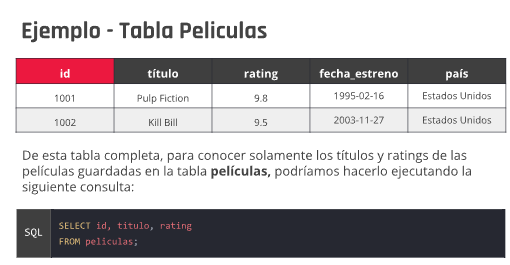 Ejemplo - Tabla Peliculas
id título rating fecha_estreno país
1001 Pulp Fiction 9.8 1995-02-16 Estados Unidos
1002 Kill Bill 9.5 2003-11-27 Estados Unidos
De esta tabla completa, para conocer solamente los títulos y ratings de las
películas guardadas en la tabla películas, podríamos hacerlo ejecutando la
siguiente consulta:
SQL
SELECT id, titulo, rating
FROM peliculas;